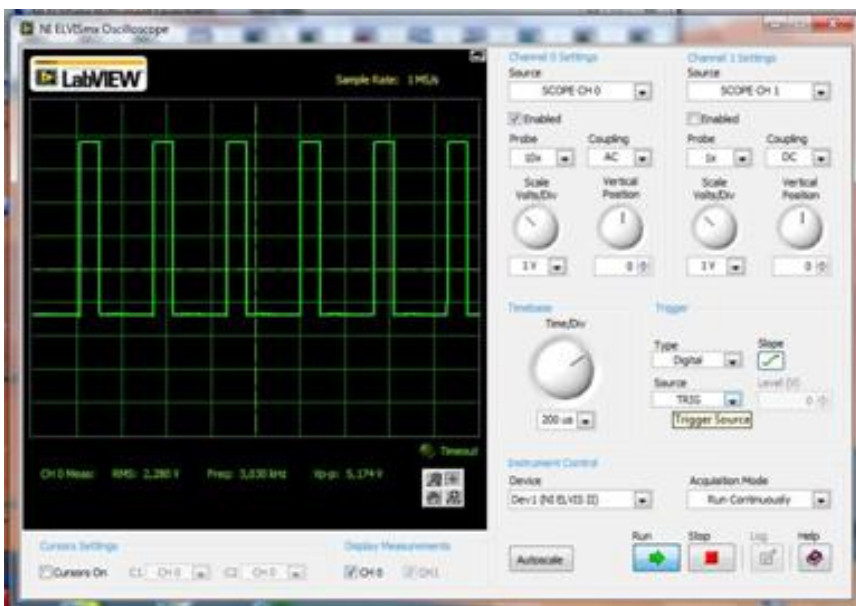 NI ELVISmx Oscilloscope
LabVIEW
Sample Rate: 1 MS/s
Timeout
CH 0 Meas: RMS: 2,280 V Freq: 3,030 kHz Vp-p: 5,174 V
Cursors Settings
Cursors On C1: CH 0 C2: CH 0
Display Measurements
CH 0 CH1
Channel 0 Settings
Source
SCOPE CH 0
Enabled
Probe Coupling
10x AC
Scale Vertical
Volts/Div Position
1 V 0
Channel 1 Settings
Source
SCOPE CH 1
Enabled
Probe Coupling
1x DC
Scale Vertical
Volts/Div Position
1 V 0
Timebase
Time/Div
200 us
Trigger
Type Slope
Digital
Source Level (V)
TRIG 0
Trigger Source
Instrument Control
Device
Dev1 (NI ELVIS II)
Acquisition Mode
Run Continuously
Autoscale
Run Stop Log Help